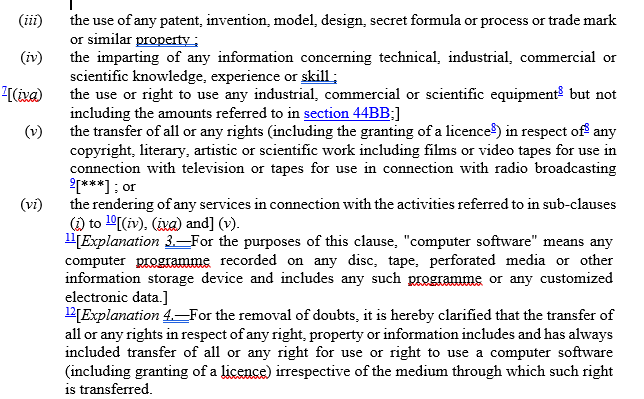 (iii) the use of any patent, invention, model, design, secret formula or process or trade mark
or similar property ;
(iv) the imparting of any information concerning technical, industrial, commercial or
scientific knowledge, experience or skill ;
7[(iva) the use or right to use any industrial, commercial or scientific equipment8 but not
including the amounts referred to in section 44BB;]
(v) the transfer of all or any rights (including the granting of a licence8) in respect of8 any
copyright, literary, artistic or scientific work including films or video tapes for use in
connection with television or tapes for use in connection with radio broadcasting
9[***] ; or
(vi) the rendering of any services in connection with the activities referred to in sub-clauses
(i) to 10[(iv), (iva) and] (v).
11[Explanation 3.—For the purposes of this clause, "computer software" means any
computer programme recorded on any disc, tape, perforated media or other
information storage device and includes any such programme or any customized
electronic data.]
12[Explanation 4.—For the removal of doubts, it is hereby clarified that the transfer of
all or any rights in respect of any right, property or information includes and has always
included transfer of all or any right for use or right to use a computer software
(including granting of a licence) irrespective of the medium through which such right
is transferred.